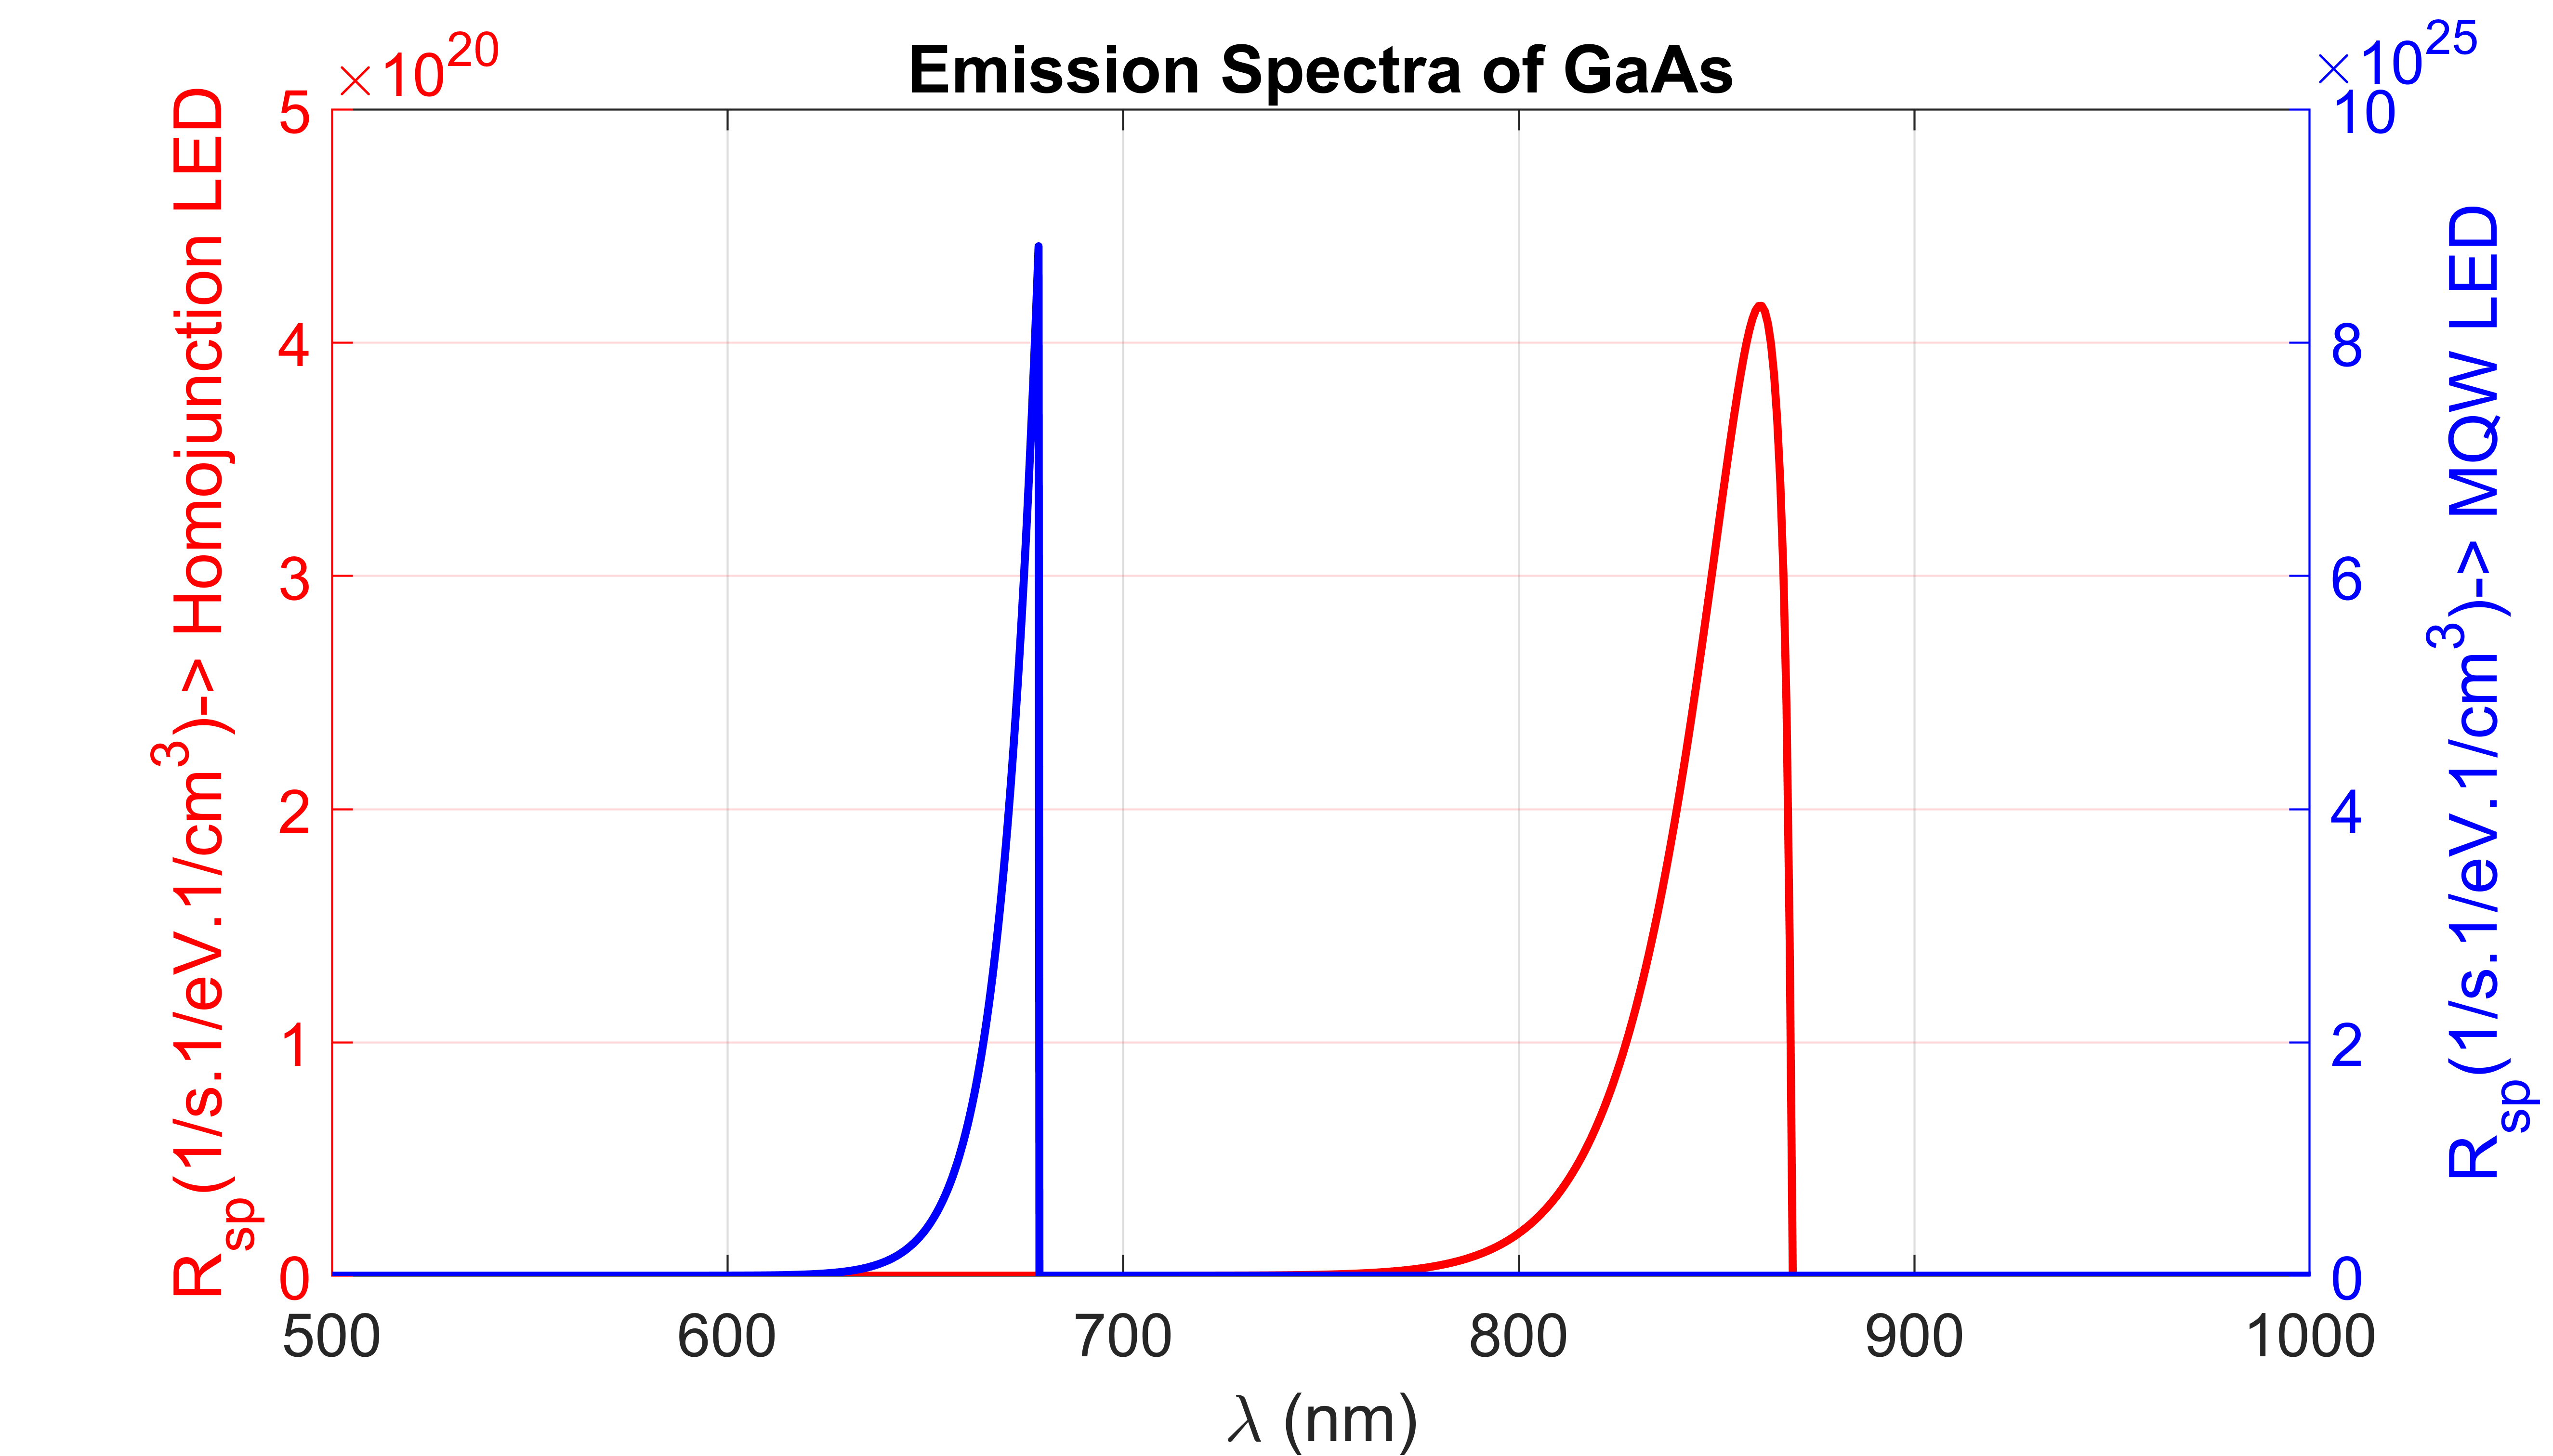 Emission Spectra of GaAs
×10^20
×10^25
R_sp(1/s.1/eV.1/cm^3)-> Homojunction LED
5
4
3
2
1
0
10
8
6
4
2
0
R_sp(1/s.1/eV.1/cm^3)-> MQW LED
500 600 700 800 900 1000
λ (nm)